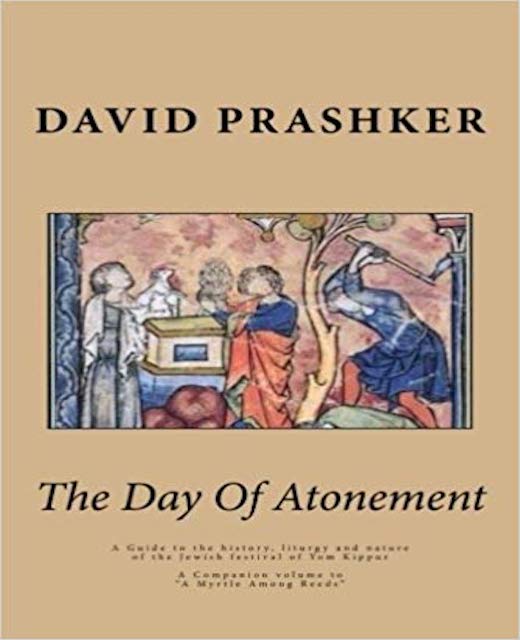 DAVID PRASHKER
The Day Of Atonement
A Guide to the history, liturgy and nature
of the Jewish festival of Yom Kippur
A Companion volume to
"A Myrtle Among Reeds"